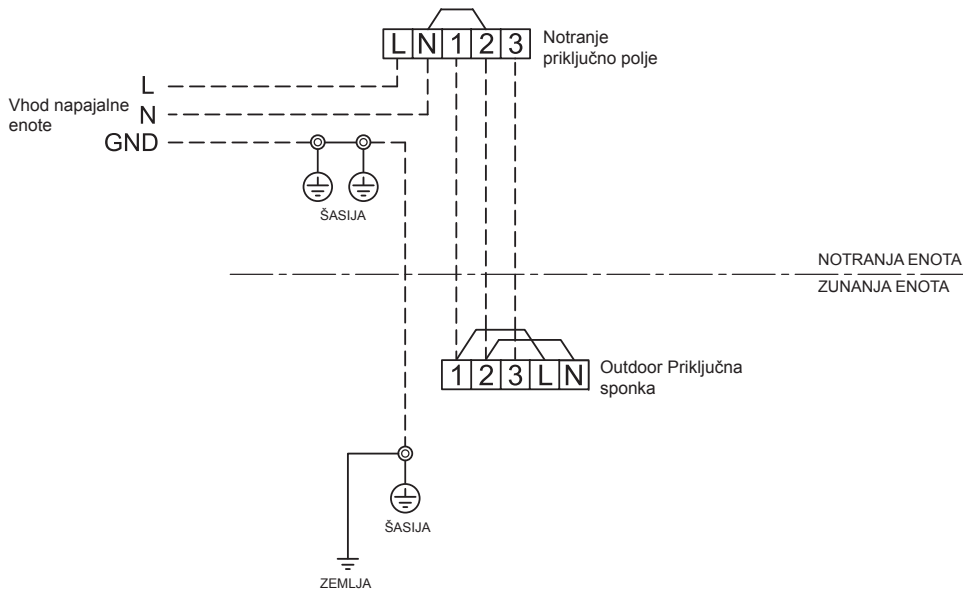 L N 1 2 3
Notranje
priključno polje
Vhod napajalne
enote
L
N
GND
ŠASIJA
NOTRANJA ENOTA
ZUNANJA ENOTA
1 2 3 L N
Outdoor Priključna
sponka
ŠASIJA
ZEMLJA